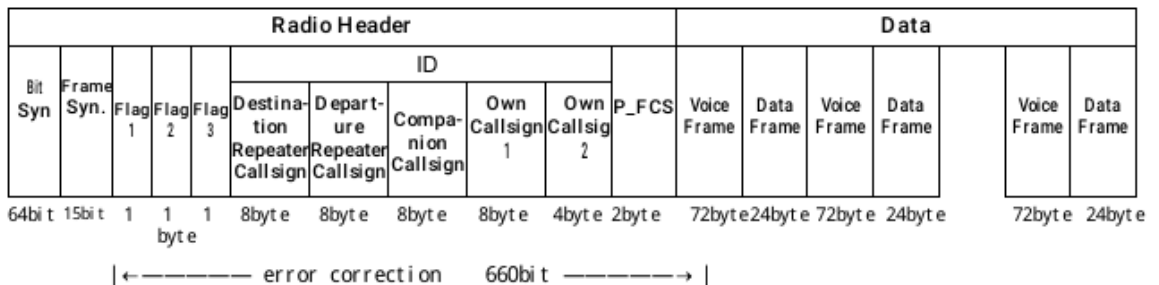 Radio Header Data
ID
Bit Syn
Frame Syn.
Flag 1
Flag 2
Flag 3
Destina-
tion
Repeater
Callsign
Depart-
ure
Repeater
Callsign
Compa-
nion
Callsign
Own
Callsign
1
Own
Callsig
2
P_FCS
Voice
Frame
Data
Frame
Voice
Frame
Data
Frame
Voice
Frame
Data
Frame
64bit 15bit 1 1 1 8byte 8byte 8byte 8byte 4byte 2byte 72byte 24byte 72byte 24byte 72byte 24byte
byte
|←—————— error correction 660bit ——————→|